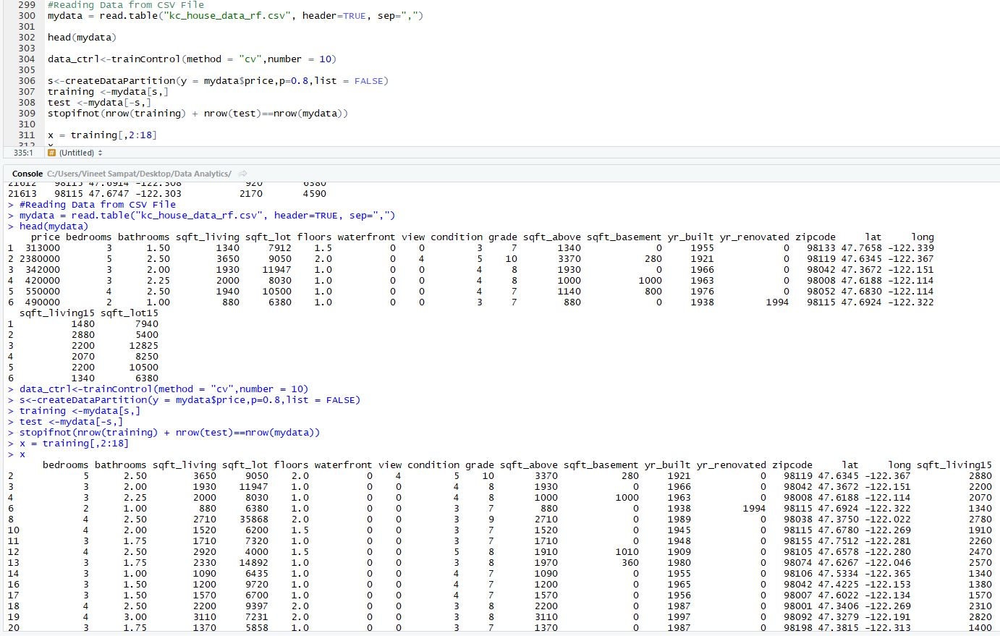 299 #Reading Data from CSV File
300 mydata = read.table("kc_house_data_rf.csv", header=TRUE, sep=",")
301
302 head(mydata)
303
304 data_ctrl<-trainControl(method = "cv",number = 10)
305
306 s<-createDataPartition(y = mydata$price,p=0.8,list = FALSE)
307 training <-mydata[s,]
308 test <-mydata[-s,]
309 stopifnot(nrow(training) + nrow(test)==nrow(mydata))
310
311 x = training[,2:18]
312 x
335:1 # (Untitled)
Console C:/Users/Vineet Sampat/Desktop/Data Analytics/
21612 98115 47.6914 -122.308 920 6380
21613 98115 47.6747 -122.303 2170 4590
> #Reading Data from CSV File
> mydata = read.table("kc_house_data_rf.csv", header=TRUE, sep=",")
> head(mydata)
price bedrooms bathrooms sqft_living sqft_lot floors waterfront view condition grade sqft_above sqft_basement yr_built yr_renovated zipcode lat long
1 313000 3 1.50 1340 7912 1.5 0 0 3 7 1340 0 1955 0 98133 47.7658 -122.339
2 2380000 5 2.50 3650 9050 2.0 0 4 5 10 3370 280 1921 0 98119 47.6345 -122.367
3 342000 3 2.00 1930 11947 1.0 0 0 4 8 1930 0 1966 0 98042 47.3672 -122.151
4 420000 3 2.25 2000 8030 1.0 0 0 4 8 1000 1000 1963 0 98008 47.6188 -122.114
5 550000 4 2.50 1940 10500 1.0 0 0 4 7 1140 800 1976 0 98052 47.6830 -122.114
6 490000 2 1.00 880 6380 1.0 0 0 3 7 880 0 1938 1994 98115 47.6924 -122.322
sqft_living15 sqft_lot15
1 1480 7940
2 2880 5400
3 2200 12825
4 2070 8250
5 2200 10500
6 1340 6380
> data_ctrl<-trainControl(method = "cv",number = 10)
> s<-createDataPartition(y = mydata$price,p=0.8,list = FALSE)
> training <-mydata[s,]
> test <-mydata[-s,]
> stopifnot(nrow(training) + nrow(test)==nrow(mydata))
> x = training[,2:18]
> x
bedrooms bathrooms sqft_living sqft_lot floors waterfront view condition grade sqft_above sqft_basement yr_built yr_renovated zipcode lat long sqft_living15
2 5 2.50 3650 9050 2.0 0 4 5 10 3370 280 1921 0 98119 47.6345 -122.367 2880
3 3 2.00 1930 11947 1.0 0 0 4 8 1930 0 1966 0 98042 47.3672 -122.151 2200
4 3 2.25 2000 8030 1.0 0 0 4 8 1000 1000 1963 0 98008 47.6188 -122.114 2070
6 2 1.00 880 6380 1.0 0 0 3 7 880 0 1938 1994 98115 47.6924 -122.322 1340
8 4 2.50 2710 35868 2.0 0 0 3 9 2710 0 1989 0 98038 47.3750 -122.022 2780
10 4 2.00 1520 6200 1.5 0 0 3 7 1520 0 1945 0 98115 47.6780 -122.269 1910
11 3 1.75 1710 7320 1.0 0 0 3 7 1710 0 1948 0 98155 47.7512 -122.281 2260
12 4 2.50 2920 4000 1.5 0 0 5 8 1910 1010 1909 0 98105 47.6578 -122.280 2470
13 3 1.75 2330 14892 1.0 0 0 3 8 1970 360 1980 0 98074 47.6267 -122.046 2570
14 3 1.00 1090 6435 1.0 0 0 4 7 1090 0 1955 0 98106 47.5334 -122.365 1340
16 3 1.50 1200 9720 1.0 0 0 4 7 1200 0 1965 0 98042 47.4225 -122.153 1380
17 3 1.50 1570 6700 1.0 0 0 4 7 1570 0 1956 0 98007 47.6022 -122.134 1570
18 4 2.50 2200 9397 2.0 0 0 3 8 2200 0 1987 0 98001 47.3406 -122.269 2310
19 4 3.00 3110 7231 2.0 0 0 3 8 3110 0 1997 0 98092 47.3279 -122.191 2820
20 3 1.75 1370 5858 1.0 0 0 3 7 1370 0 1987 0 98198 47.3815 -122.313 1400